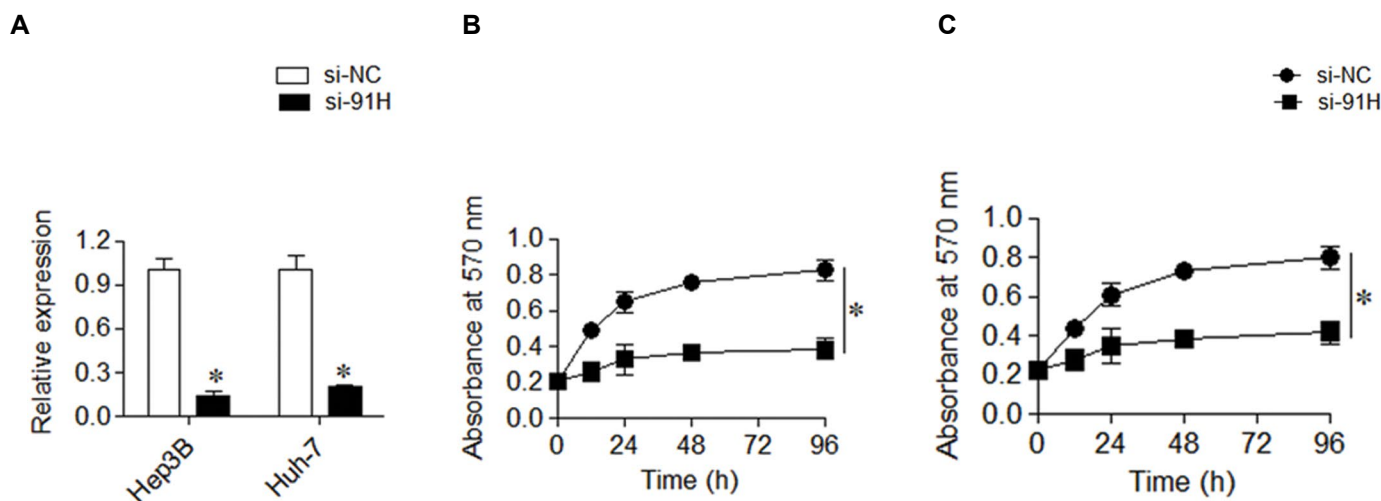 A
si-NC
si-91H
Relative expression
1.2
0.9
0.6
0.3
0.0
*
*
Hep3B
Huh-7
B
Absorbance at 570 nm
1.0
0.8
0.6
0.4
0.2
0.0
*
0 24 48 72 96
Time (h)
C
si-NC
si-91H
Absorbance at 570 nm
1.0
0.8
0.6
0.4
0.2
0.0
*
0 24 48 72 96
Time (h)